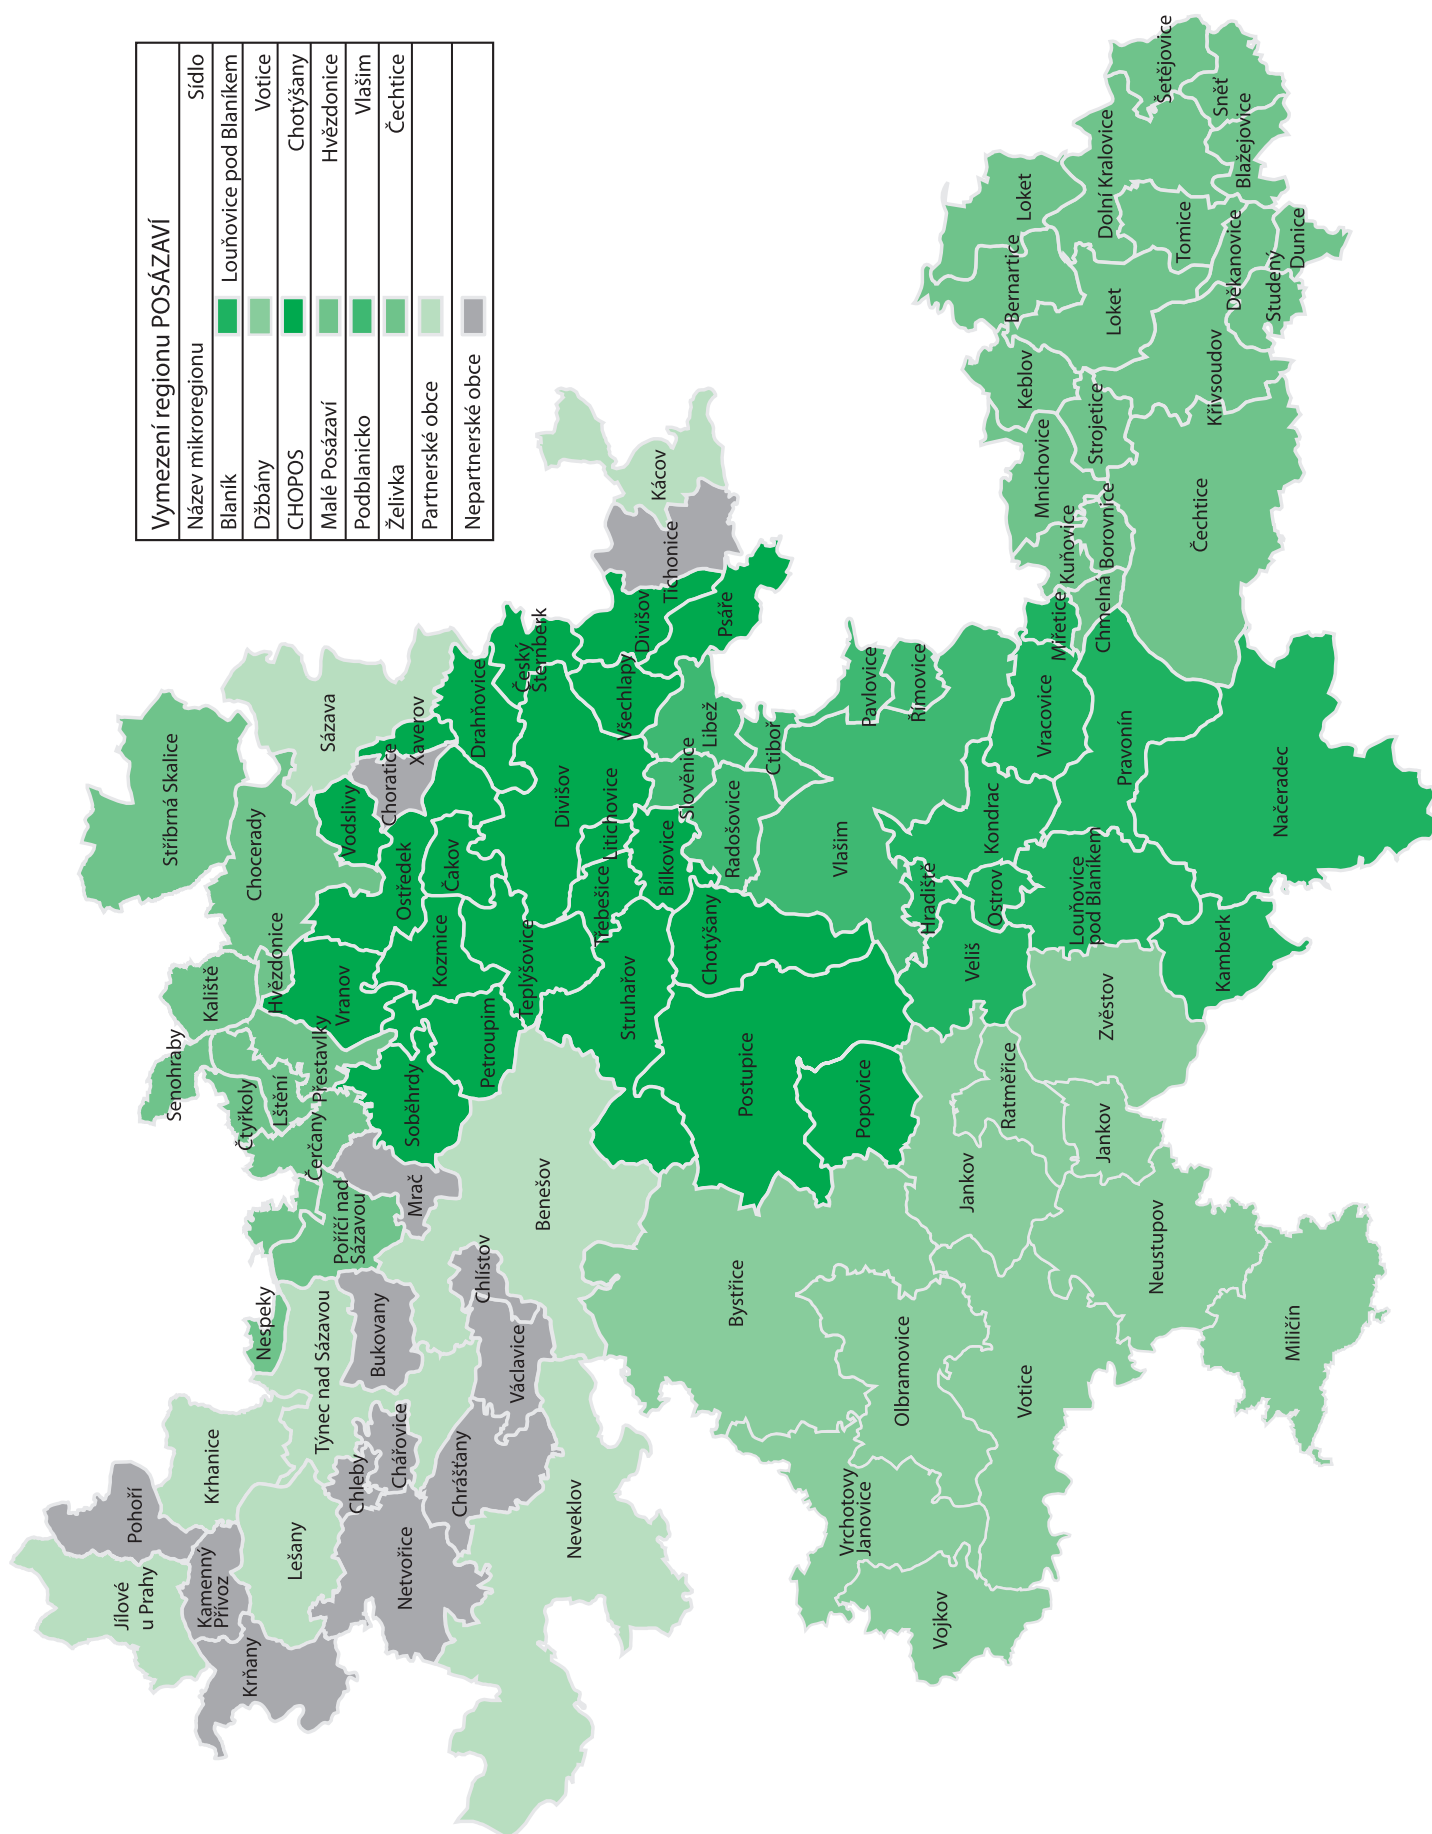 Vymezení regionu POSÁZAVÍ
Název mikroregionu Sídlo
Blaník Louňovice pod Blaníkem
Džbány Votice
CHOPOS Chotýšany
Malé Posázaví Hvězdonice
Podblanicko Vlašim
Želivka Čechtice
Partnerské obce
Nepartnerské obce
Jílové
u Prahy
Pohoří
Kamenný
Přívoz
Krňany
Krhanice
Lešany
Netvořice
Chleby
Chářovice
Týnec nad Sázavou
Nespeky
Bukovany
Chrášťany
Václavice
Chlístov
Neveklov
Benešov
Mrač
Poříčí nad
Sázavou
Čerčany
Čtyřkoly
Lštění
Přestavlky
Senohraby
Kaliště
Hvězdonice
Chocerady
Stříbrná Skalice
Sázava
Vodslivy
Choratice
Xaverov
Vranov
Ostředek
Čakov
Kozmice
Soběhrdy
Petroupim
Teplýšovice
Drahňovice
Český
Šternberk
Divišov
Divišov
Všechlapy
Litichovice
Třebešice
Struhařov
Bílkovice
Slověnice
Libež
Tichonice
Kácov
Psáře
Radošovice
Ctiboř
Chotýšany
Postupice
Popovice
Vlašim
Pavlovice
Římovice
Hradiště
Kondrac
Ostrov
Veliš
Louňovice
pod Blaníkem
Vracovice
Miřetice
Pravonín
Načeradec
Kamberk
Zvěstov
Ratměřice
Jankov
Jankov
Bystřice
Olbramovice
Vrchotovy
Janovice
Vojkov
Votice
Neustupov
Miličín
Chmelná
Kuňovice
Borovnice
Mnichovice
Strojetice
Keblov
Čechtice
Křivsoudov
Bernartice
Loket
Loket
Dolní Kralovice
Tomice
Děkanovice
Studený
Dunice
Blažejovice
Sněť
Šetějovice